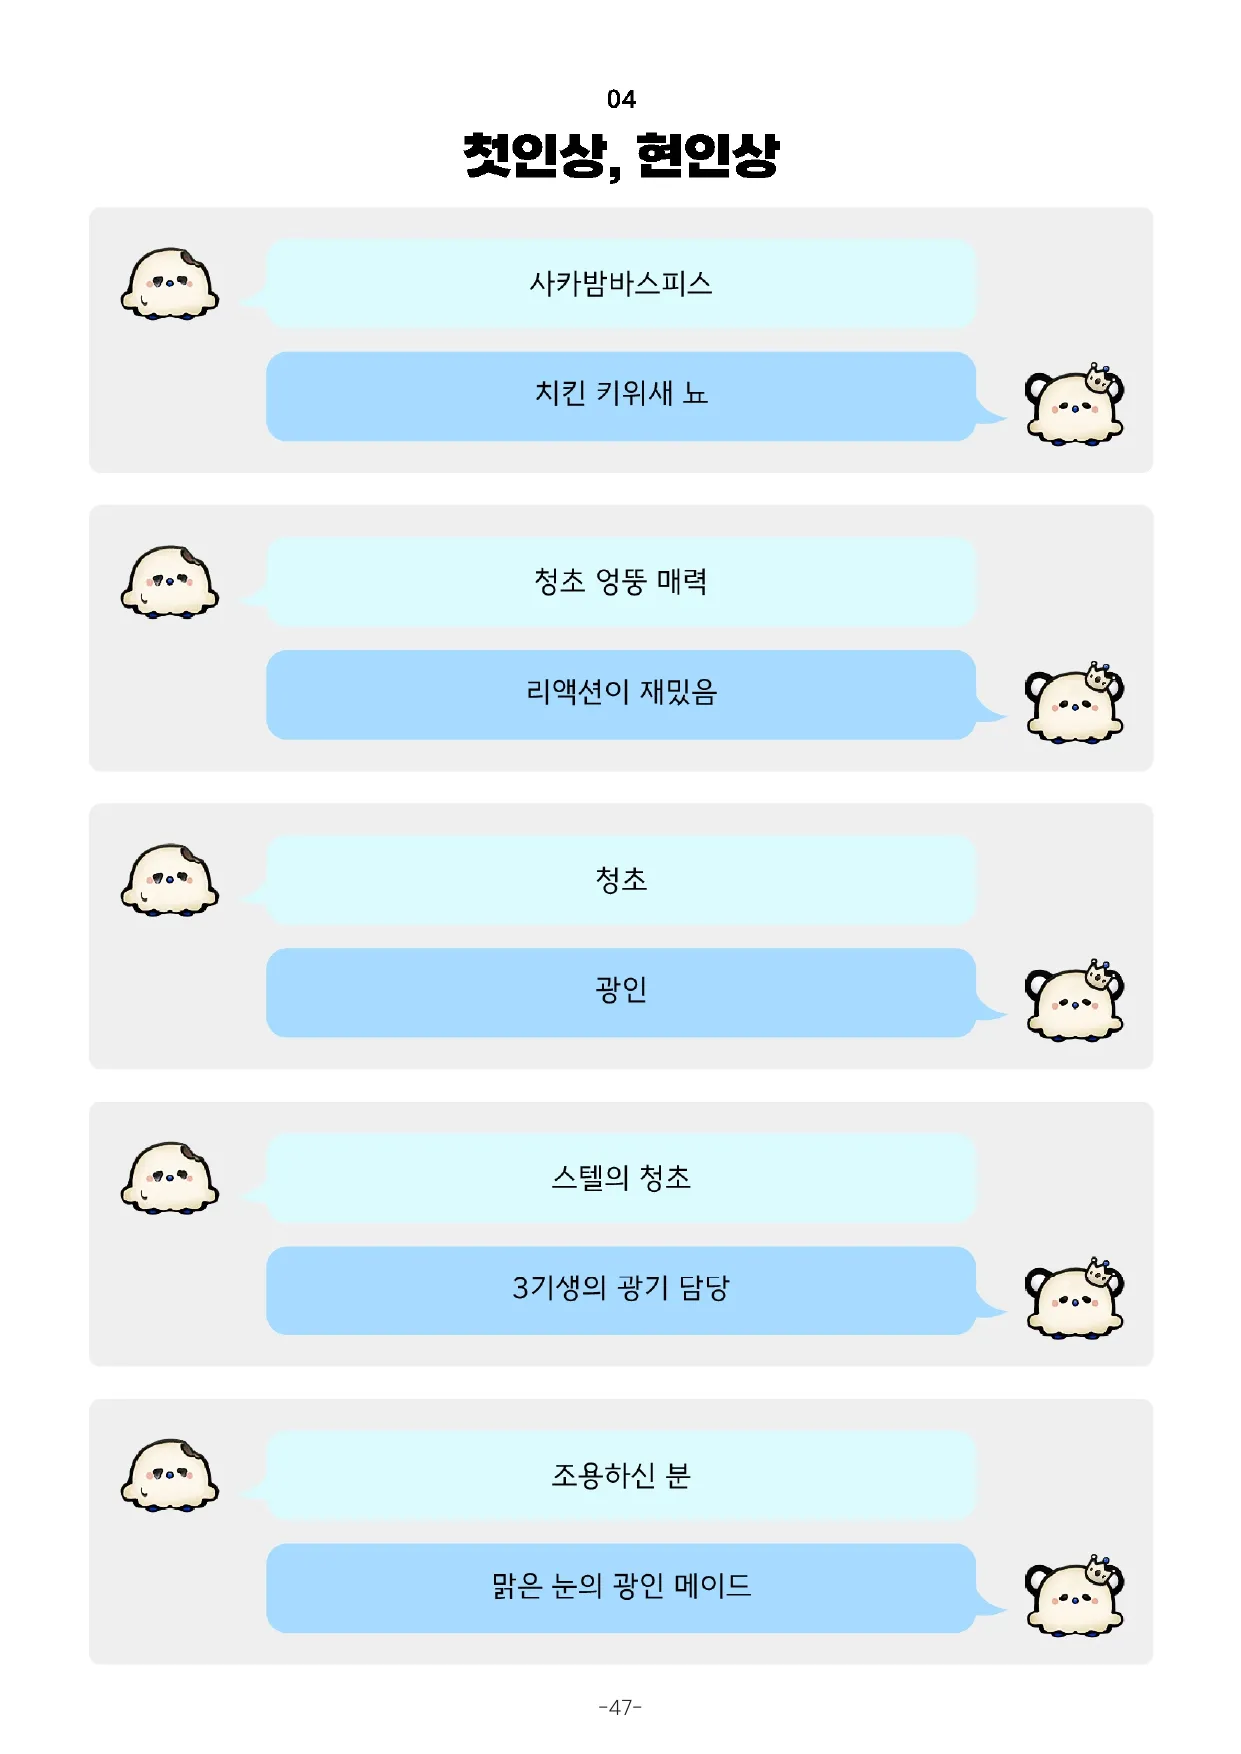 04
첫인상, 현인상
사카밤바스피스
치킨 키위새 뇨
청초 엉뚱 매력
리액션이 재밌음
청초
광인
스텔의 청초
3기생의 광기 담당
조용하신 분
맑은 눈의 광인 메이드
-47-